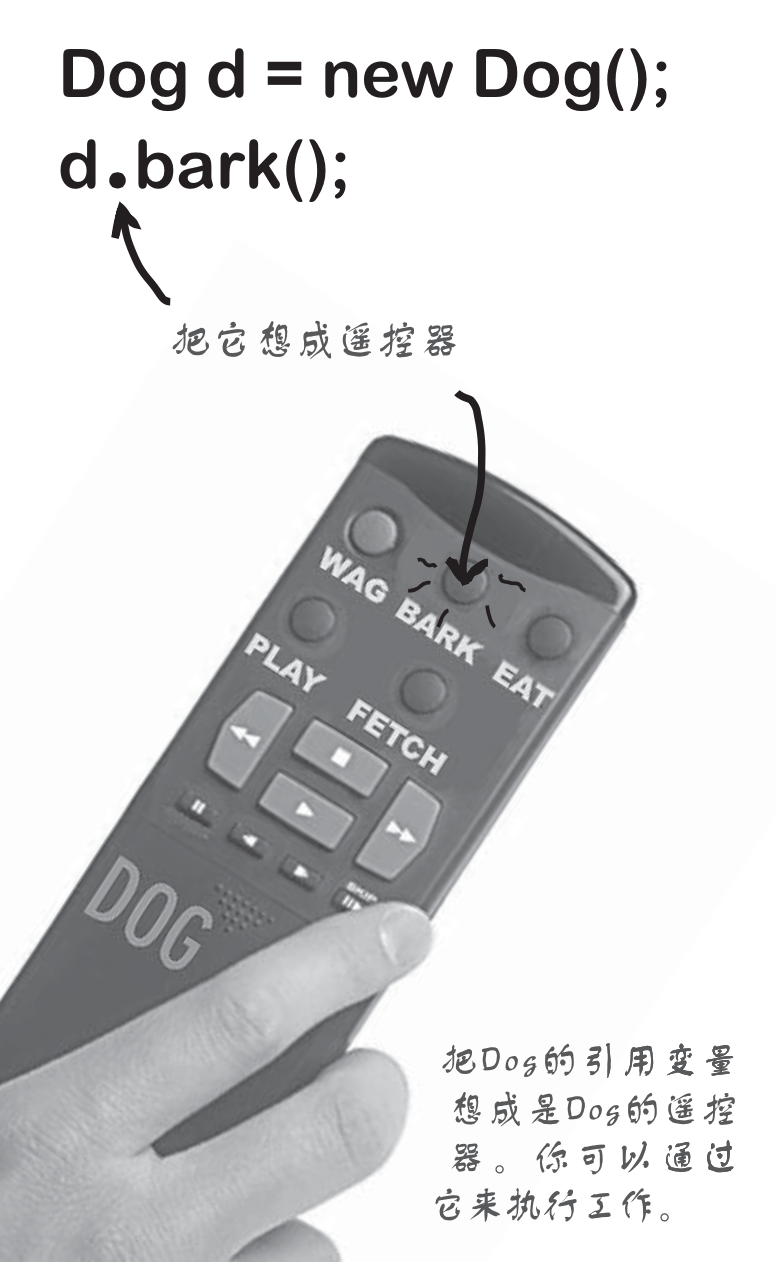 Dog d = new Dog();
d.bark();
把它想成遥控器
WAG
BARK
EAT
PLAY
FETCH
SKIP
DOG
把Dog的引用变量
想成是Dog的遥控
器。你可以通过
它来执行工作。